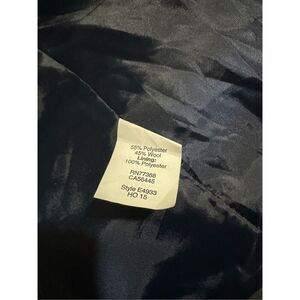 55% Polyester
45% Wool
Lining:
100% Polyester
RN77388
CA56445
Style E4933
HO 15